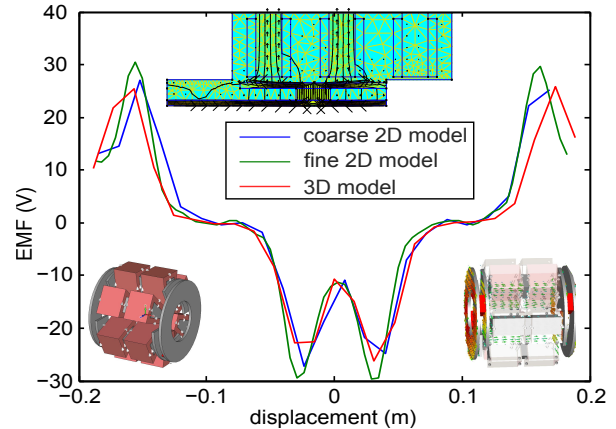 40
30
20
10
0
−10
−20
−30
EMF (V)
coarse 2D model
fine 2D model
3D model
−0.2
−0.1
0
0.1
0.2
displacement (m)